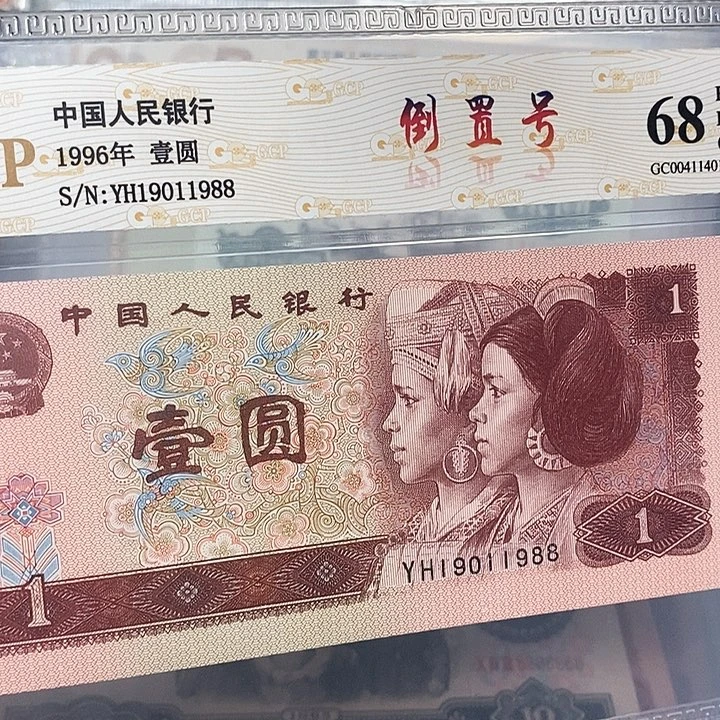 中国人民银行
倒置号
68
P
1996年 壹圆
S/N:YH19011988
GC00411401
中国人民银行
1
壹圆
1
YH19011988
1